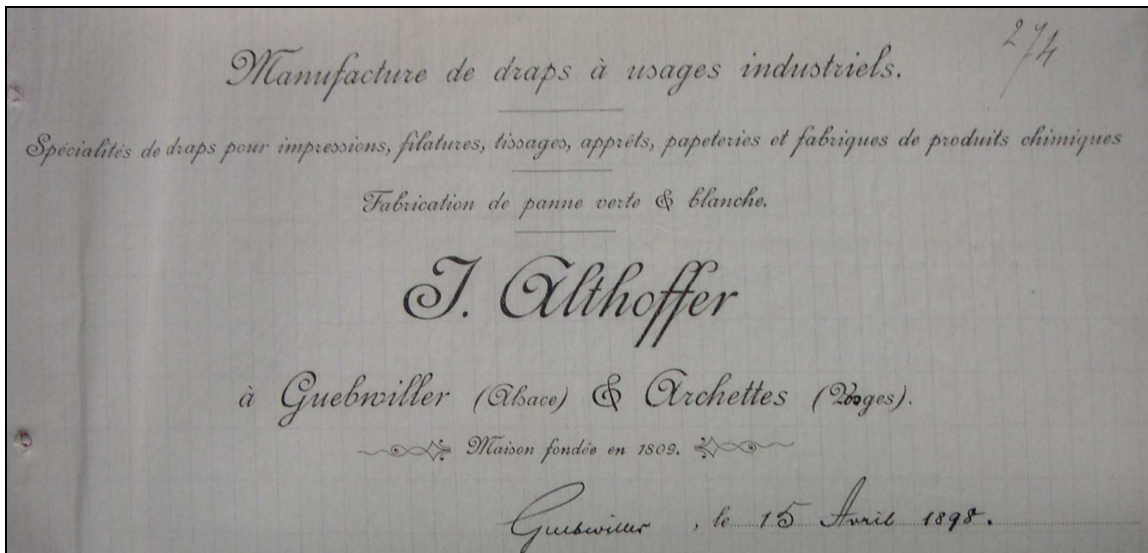 274
Manufacture de draps à usages industriels.
Spécialités de draps pour impressions, filatures, tissages, apprêts, papeteries et fabriques de produits chimiques
Fabrication de panne verte & blanche.
J. Althoffer
à Guebwiller (Alsace) & Archettes (Vosges).
Maison fondée en 1809.
Guebwiller, le 15 Avril 1898.